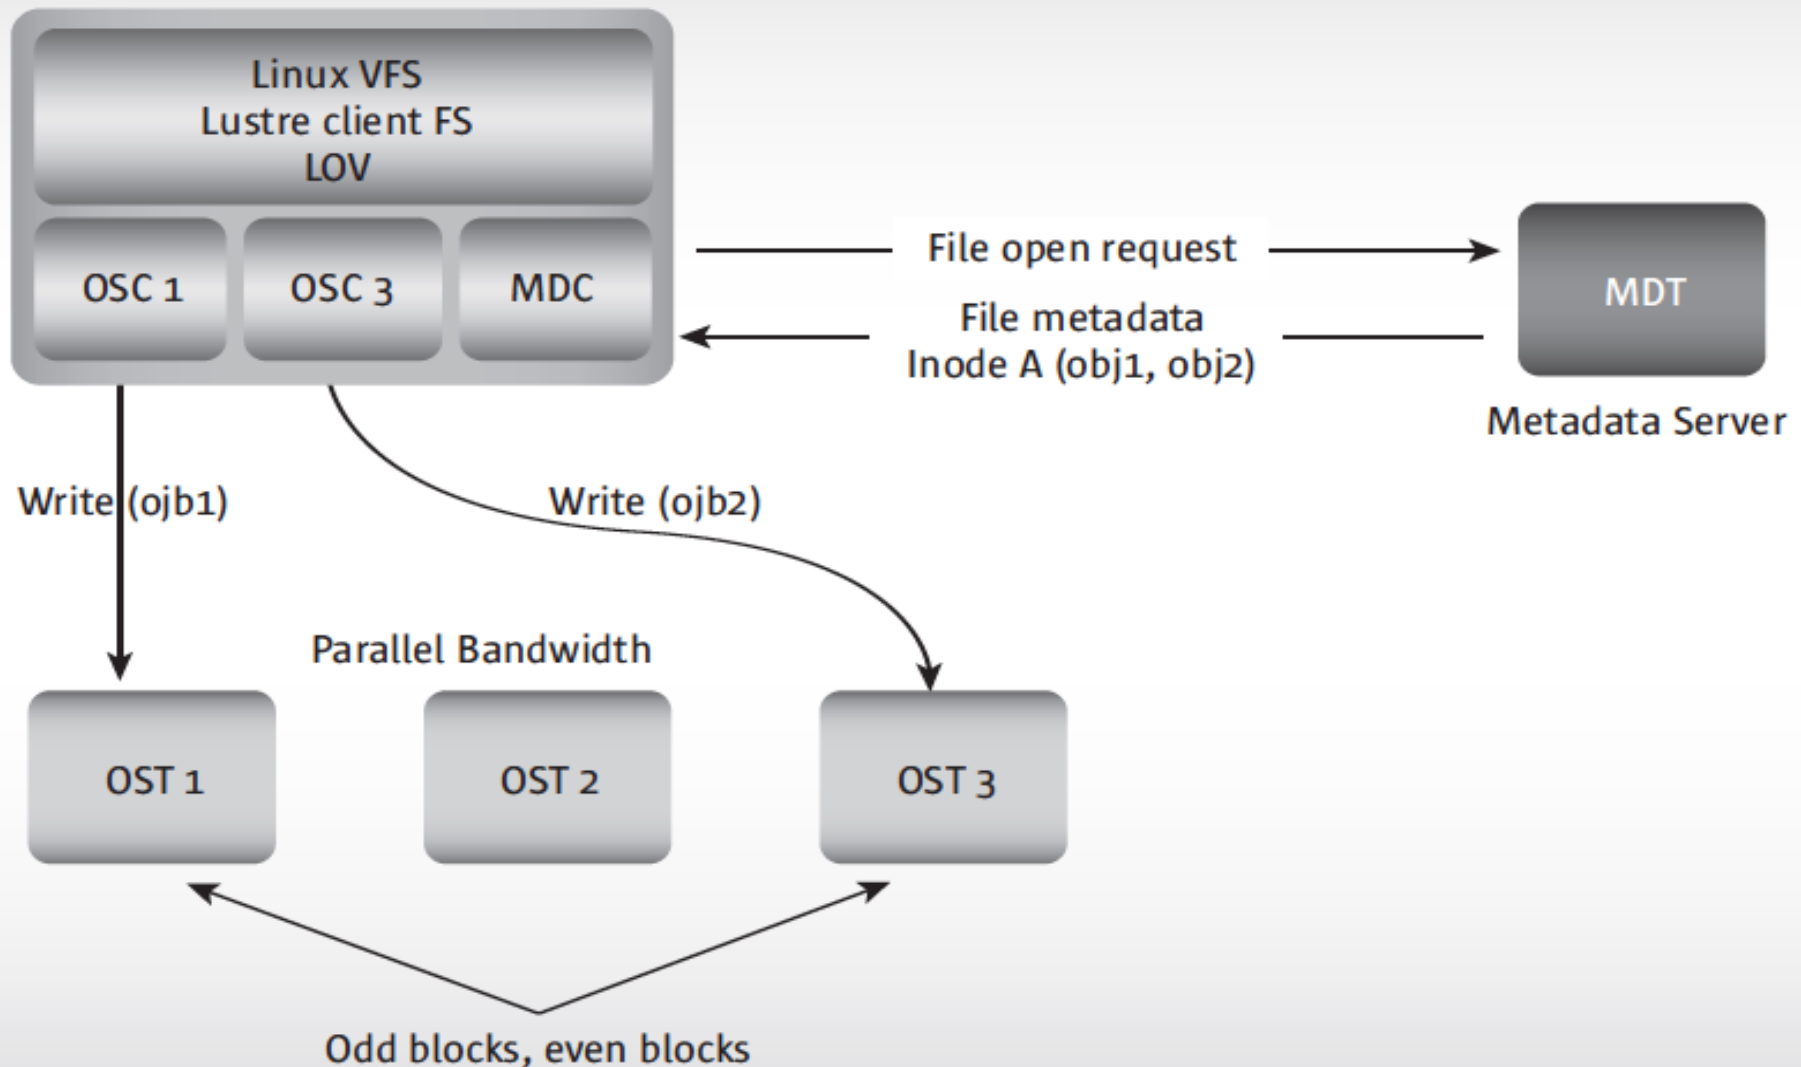 Linux VFS
Lustre client FS
LOV
OSC 1
OSC 3
MDC
File open request
File metadata
Inode A (obj1, obj2)
MDT
Metadata Server
Write (ojb1)
Write (ojb2)
Parallel Bandwidth
OST 1
OST 2
OST 3
Odd blocks, even blocks